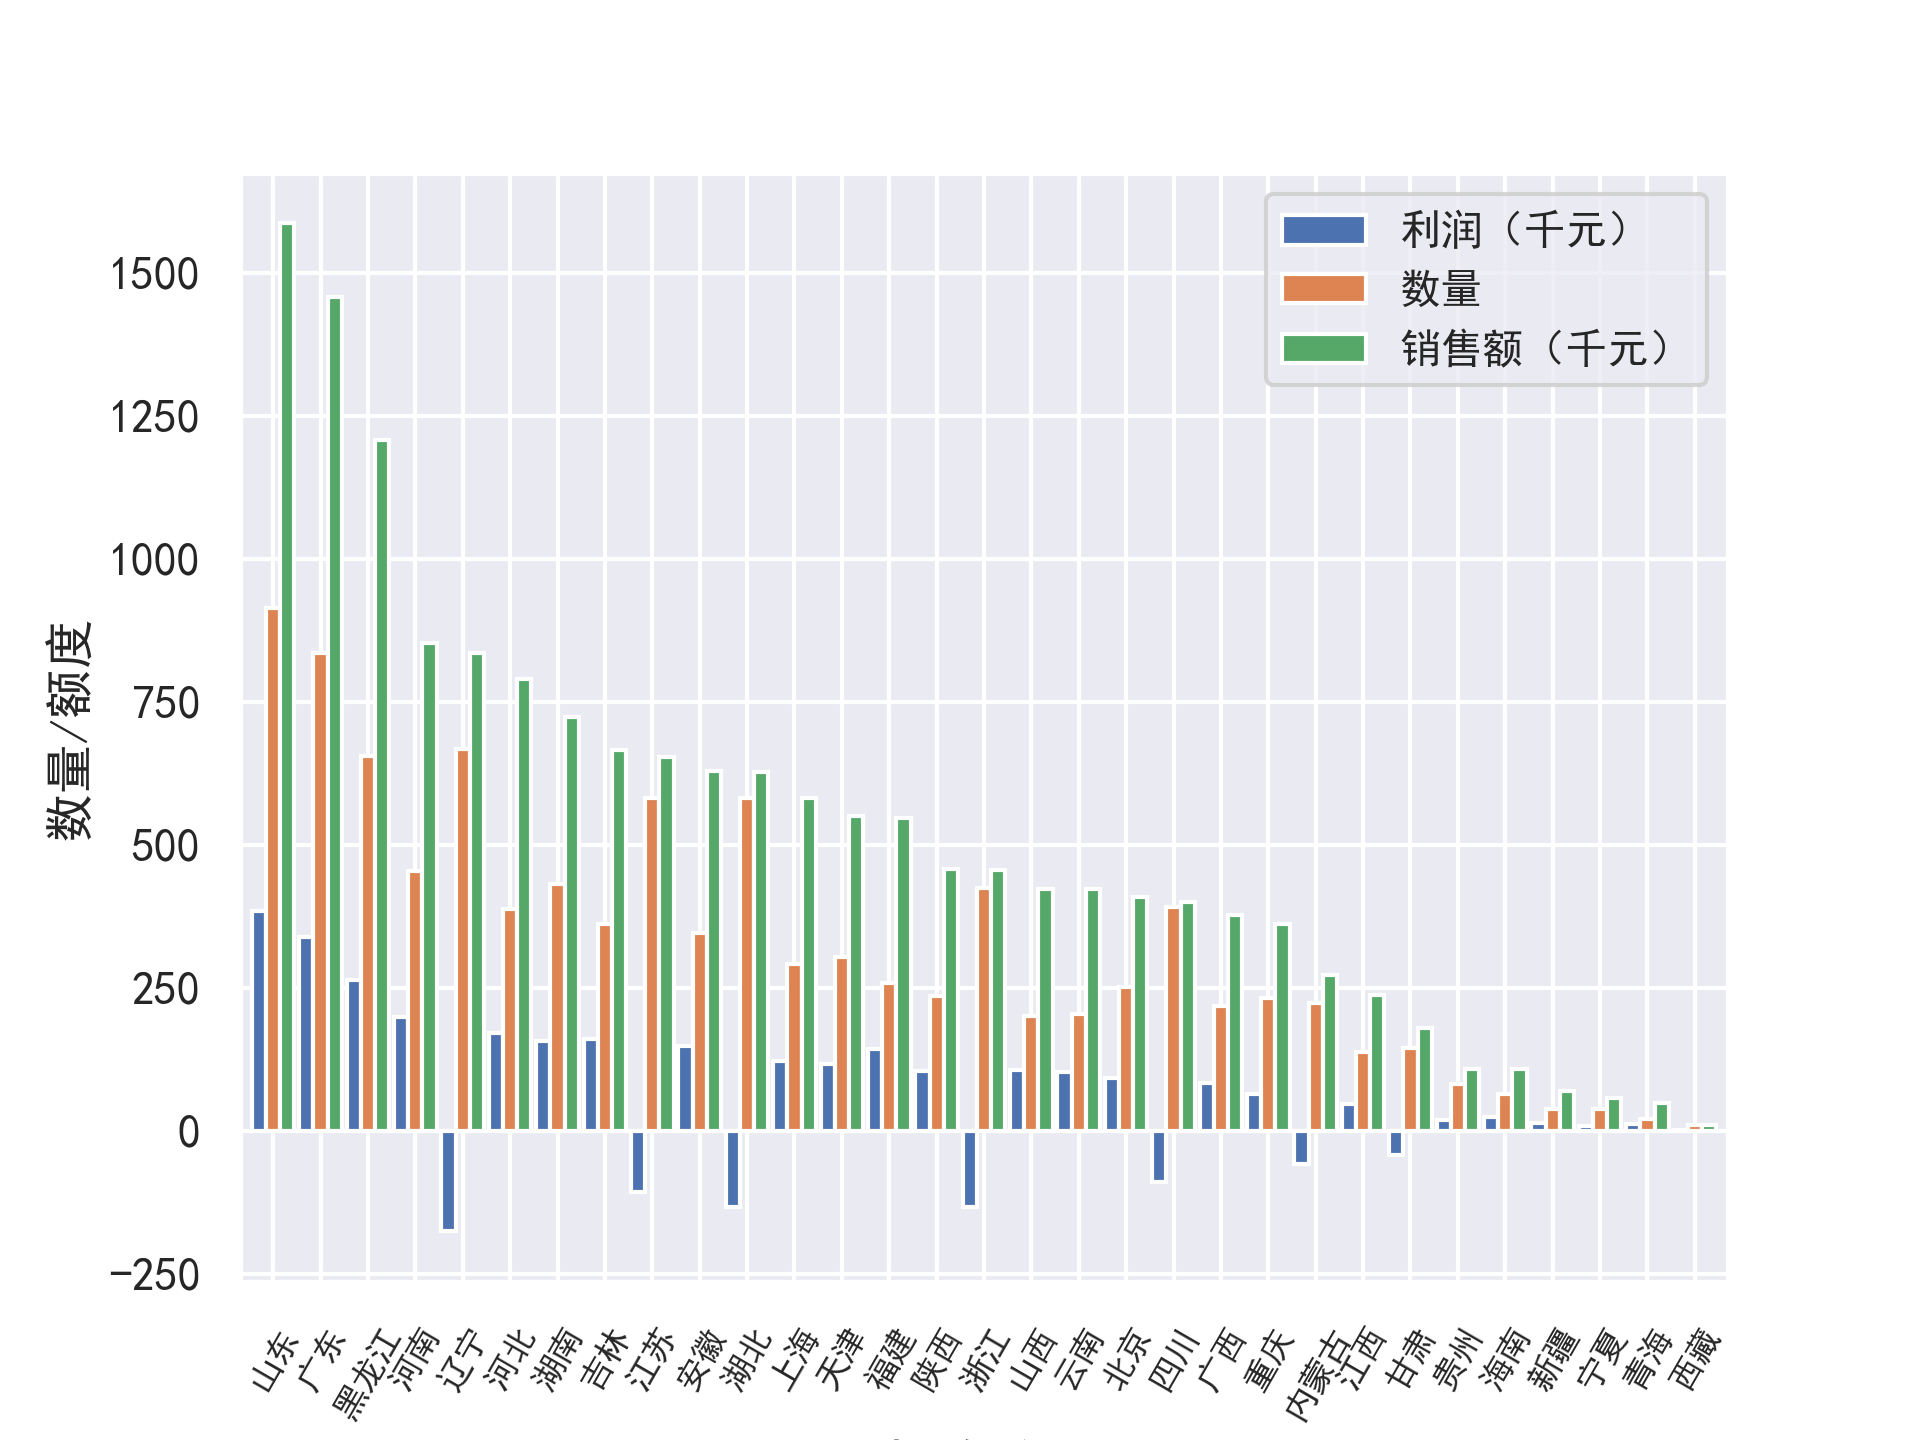 利润（千元）
数量
销售额（千元）
数量/额度
1500
1250
1000
750
500
250
0
−250
山东
广东
黑龙江
河南
辽宁
河北
湖南
吉林
江苏
安徽
湖北
上海
天津
福建
陕西
浙江
山西
云南
北京
四川
广西
重庆
内蒙古
江西
甘肃
贵州
海南
新疆
宁夏
青海
西藏